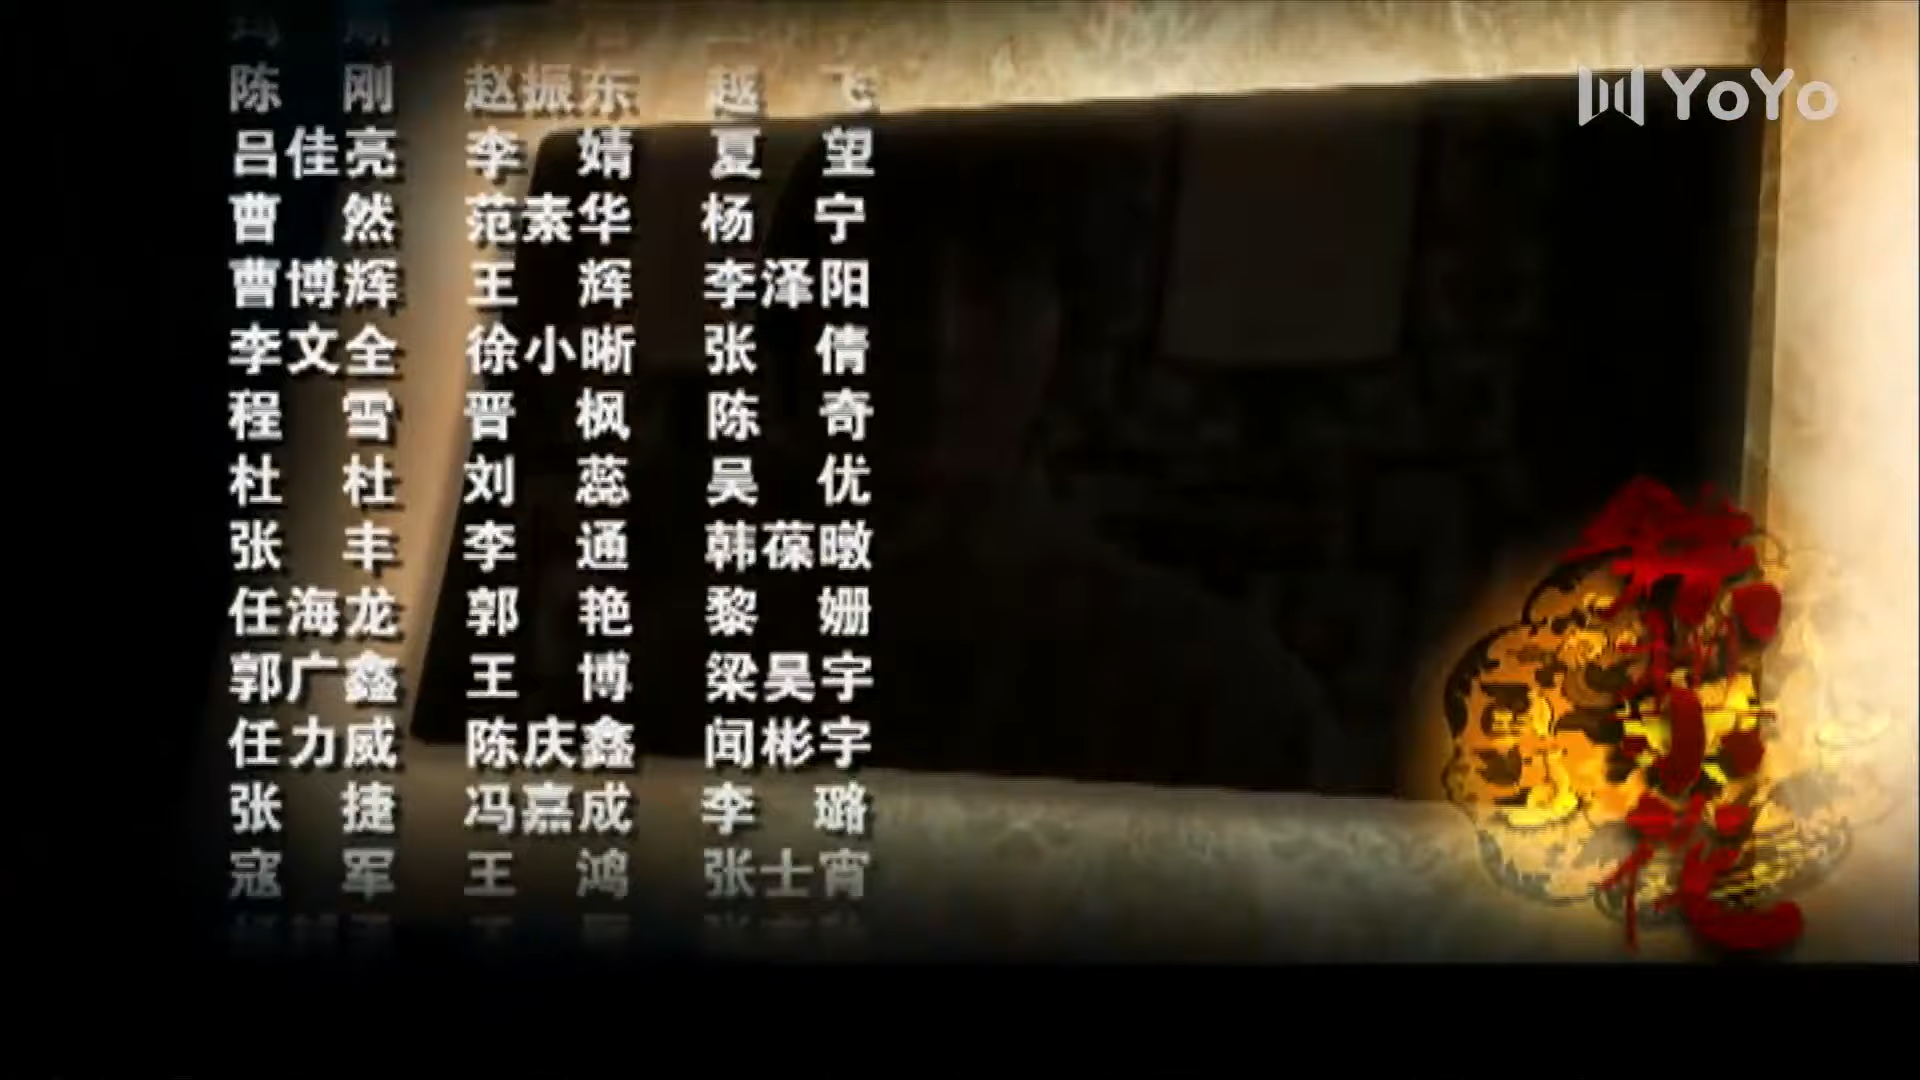 YoYo
陈 刚 赵振东 越 飞
吕佳亮 李 婧 夏 望
曹 然 范素华 杨 宁
曹博辉 王 辉 李泽阳
李文全 徐小晰 张 倩
程 雪 晋 枫 陈 奇
杜 杜 刘 蕊 吴 优
张 丰 李 通 韩葆暾
任海龙 郭 艳 黎 姗
郭广鑫 王 博 梁昊宇
任力威 陈庆鑫 闻彬宇
张 捷 冯嘉成 李 璐
寇 军 王 鸿 张士宵